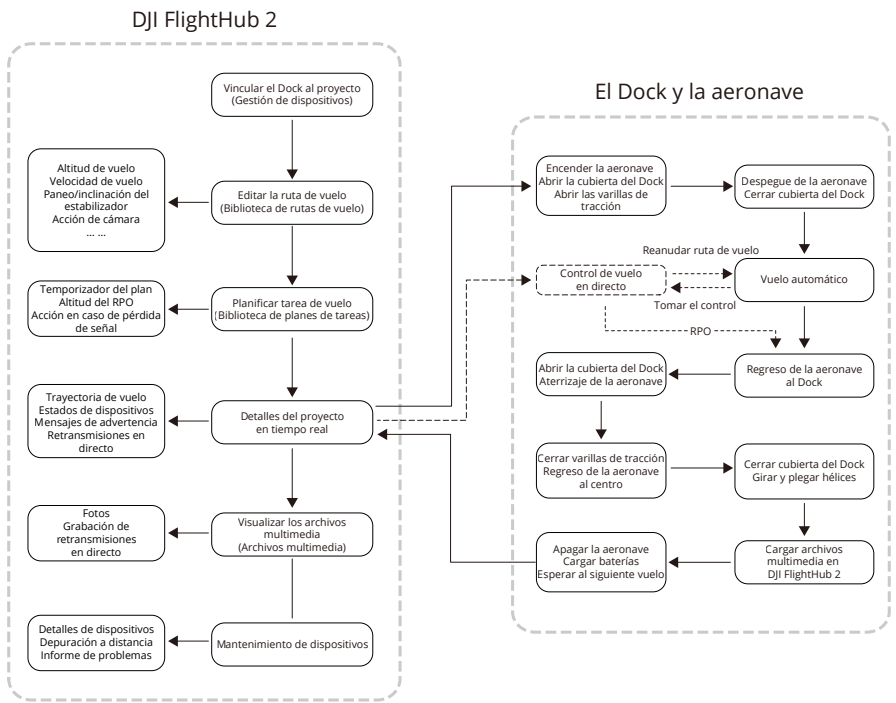 DJI FlightHub 2
Vincular el Dock al proyecto
(Gestión de dispositivos)
Altitud de vuelo
Velocidad de vuelo
Paneo/inclinación del
estabilizador
Acción de cámara
... ...
Editar la ruta de vuelo
(Biblioteca de rutas de vuelo)
Temporizador del plan
Altitud del RPO
Acción en caso de pérdida
de señal
Planificar tarea de vuelo
(Biblioteca de planes de tareas)
Trayectoria de vuelo
Estados de dispositivos
Mensajes de advertencia
Retransmisiones en
directo
Detalles del proyecto
en tiempo real
Fotos
Grabación de
retransmisiones
en directo
Visualizar los archivos
multimedia
(Archivos multimedia)
Detalles de dispositivos
Depuración a distancia
Informe de problemas
Mantenimiento de dispositivos
El Dock y la aeronave
Encender la aeronave
Abrir la cubierta del Dock
Abrir las varillas de
tracción
Despegue de la aeronave
Cerrar cubierta del Dock
Reanudar ruta de vuelo
Control de vuelo
en directo
Vuelo automático
Tomar el control
RPO
Abrir la cubierta del Dock
Aterrizaje de la aeronave
Regreso de la aeronave
al Dock
Cerrar varillas de tracción
Regreso de la aeronave
al centro
Cerrar cubierta del Dock
Girar y plegar hélices
Apagar la aeronave
Cargar baterías
Esperar al siguiente vuelo
Cargar archivos
multimedia en
DJI FlightHub 2